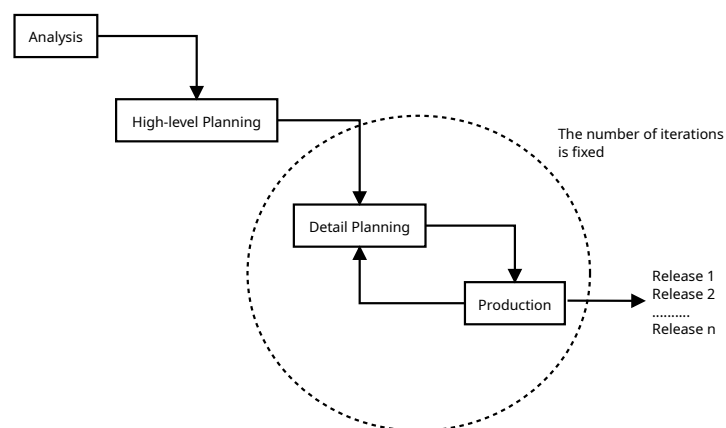 Analysis
High-level Planning
The number of iterations
is fixed
Detail Planning
Production
Release 1
Release 2
..........
Release n